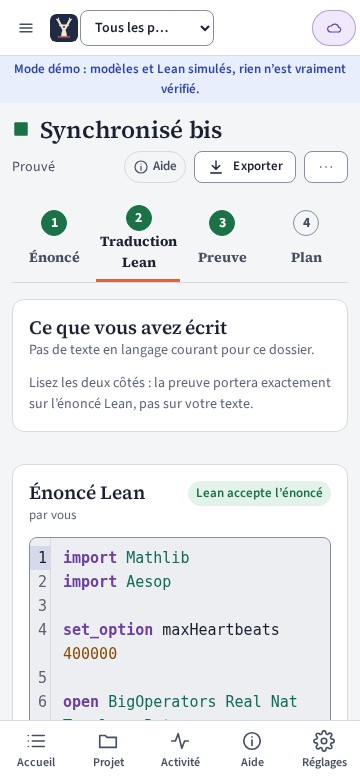 Tous les p…
Mode démo : modèles et Lean simulés, rien n’est vraiment
vérifié.
Synchronisé bis
Prouvé
Aide
Exporter
···
1
Énoncé
2
Traduction
Lean
3
Preuve
4
Plan
Ce que vous avez écrit
Pas de texte en langage courant pour ce dossier.
Lisez les deux côtés : la preuve portera exactement
sur l’énoncé Lean, pas sur votre texte.
Énoncé Lean
Lean accepte l’énoncé
par vous
1 import Mathlib
2 import Aesop
3
4 set_option maxHeartbeats
400000
5
6 open BigOperators Real Nat
Accueil
Projet
Activité
Aide
Réglages